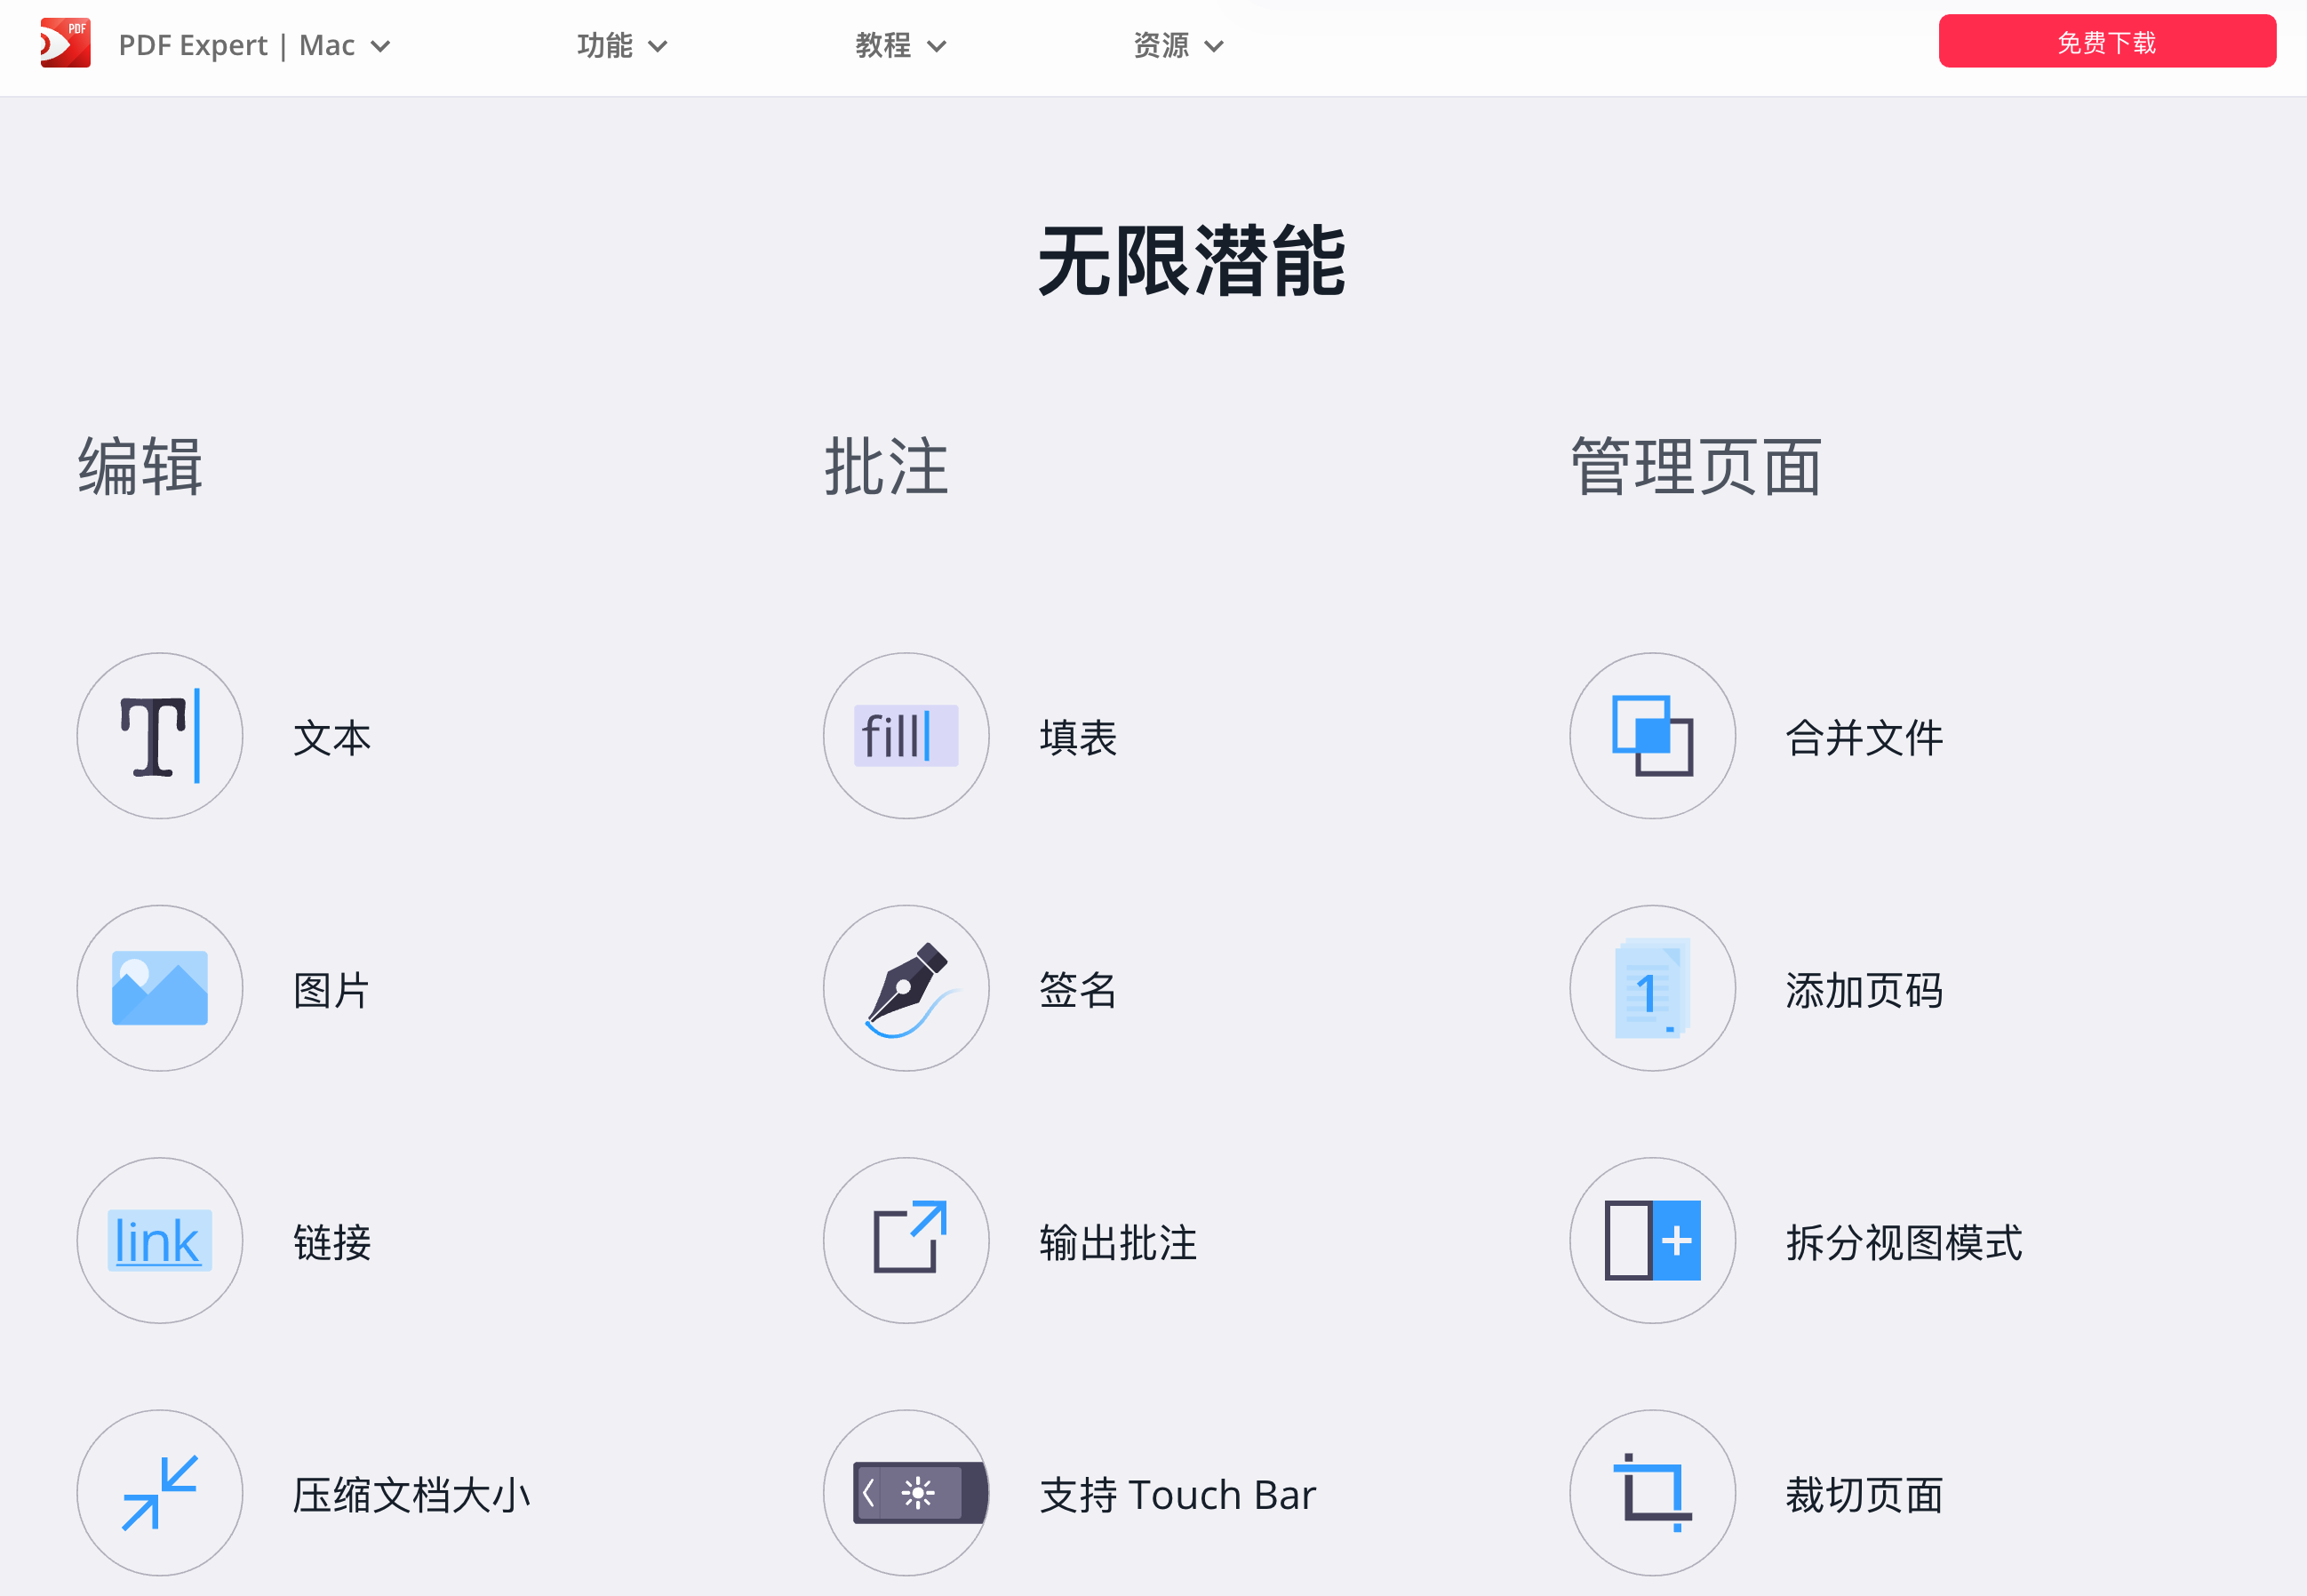 PDF
PDF Expert | Mac
功能
教程
资源
免费下载
无限潜能
编辑
批注
管理页面
文本
fill
填表
合并文件
图片
签名
1
添加页码
link
链接
输出批注
拆分视图模式
压缩文档大小
支持 Touch Bar
裁切页面